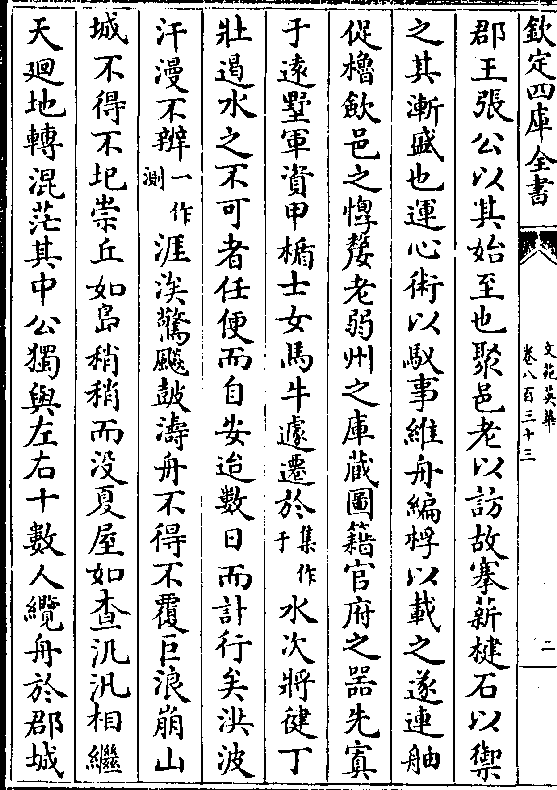 欽定四庫全書
文苑英華
卷八百三十三
二
郡王張公以其始至也聚邑老以訪故塞薪楗石以禦
之其漸盛也運心術以馭事維舟編桴以載之遂連舳
促櫓歛邑之惸嫠老弱州之庫藏圖籍官府之器先寘
于遠墅軍資甲楯士女馬牛遽遷於集作于水次將健丁
壯遏水之不可者任便而自安迨數日而計行矣洪波
汗漫不辨一作測涯涘驚飈皷濤舟不得不覆巨浪崩山
城不得不圮崇丘如島稍稍而没夏屋如查汎汎相繼
天廻地轉混茫其中公獨與左右十數人纜舟於郡城